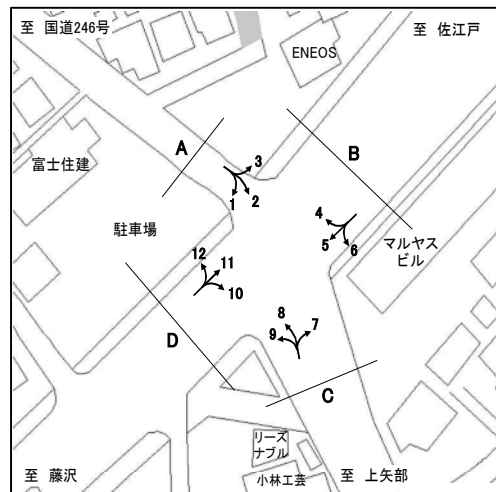 至 国道246号
至 佐江戸
ENEOS
A
B
3
1
2
富士住建
駐車場
4
5
6
マルヤス
ビル
12
11
10
8
7
9
D
C
リーズ
ナブル
小林工芸
至 藤沢
至 上矢部